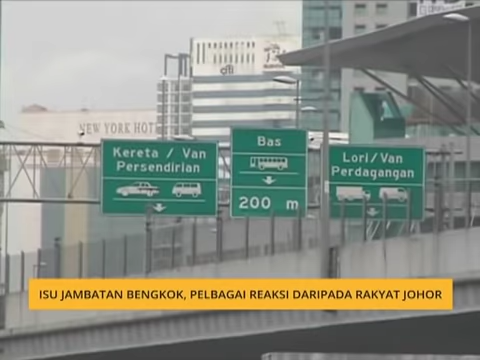 citi
NEW YORK HOTE
Kereta / Van
Persendirian
Bas
200 m
Lori/Van
Perdagangan
ISU JAMBATAN BENGKOK, PELBAGAI REAKSI DARIPADA RAKYAT JOHOR